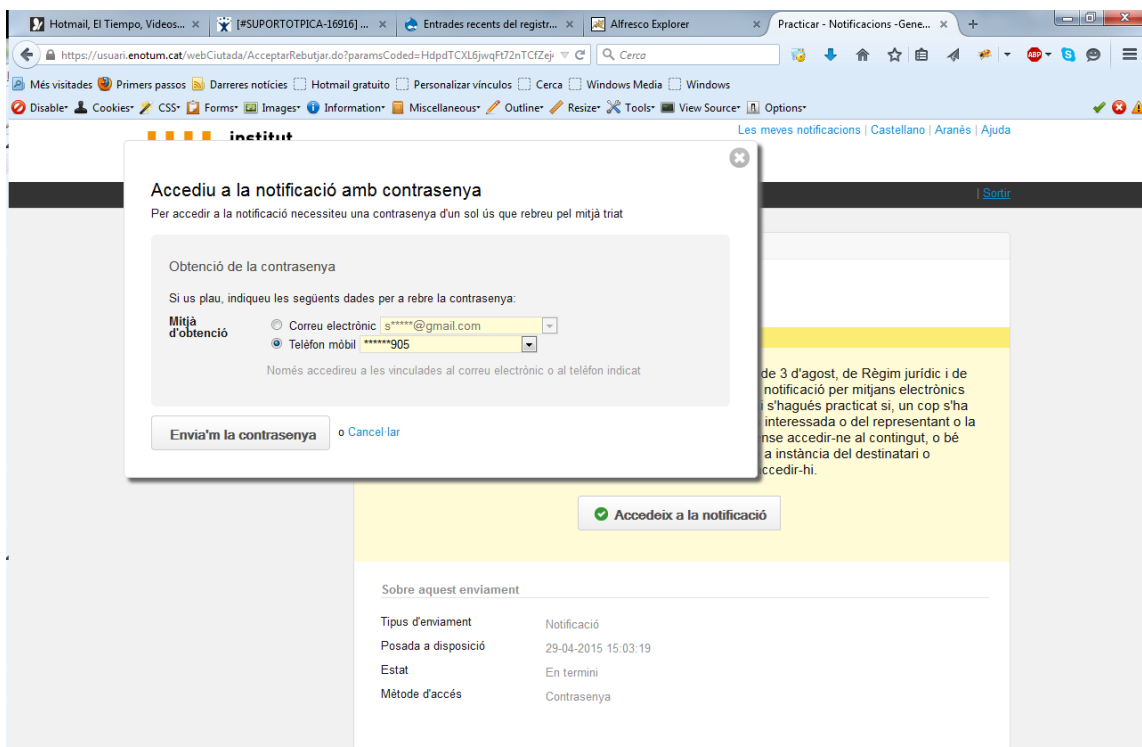 Hotmail, El Tiempo, Videos...
[#SUPORTOTPICA-16916] ...
Entrades recents del registr...
Alfresco Explorer
Practicar - Notificacions -Gene...
https://usuari.enotum.cat/webCiutada/AcceptarRebutjar.do?paramsCoded=HdpdTCXL6jwqFt72nTCfZej
Cerca
Més visitades
Primers passos
Darreres notícies
Hotmail gratuito
Personalizar vínculos
Cerca
Windows Media
Windows
Disable
Cookies
CSS
Forms
Images
Information
Miscellaneous
Outline
Resize
Tools
View Source
Options
institut
Les meves notificacions | Castellano | Aranès | Ajuda
| Sortir
Accediu a la notificació amb contrasenya
Per accedir a la notificació necessiteu una contrasenya d'un sol ús que rebreu pel mitjà triat
Obtenció de la contrasenya
Si us plau, indiqueu les següents dades per a rebre la contrasenya:
Mitjà
d'obtenció
Correu electrònic s*****@gmail.com
Telèfon mòbil ******905
Només accedireu a les vinculades al correu electrònic o al telèfon indicat
Envia'm la contrasenya
o Cancel·lar
de 3 d'agost, de Règim jurídic i de
notificació per mitjans electrònics
i s'hagués practicat si, un cop s'ha
interessada o del representant o la
nse accedir-ne al contingut, o bé
a instància del destinatari o
ccedir-hi.
Accedeix a la notificació
Sobre aquest enviament
Tipus d'enviament Notificació
Posada a disposició 29-04-2015 15:03:19
Estat En termini
Mètode d'accés Contrasenya